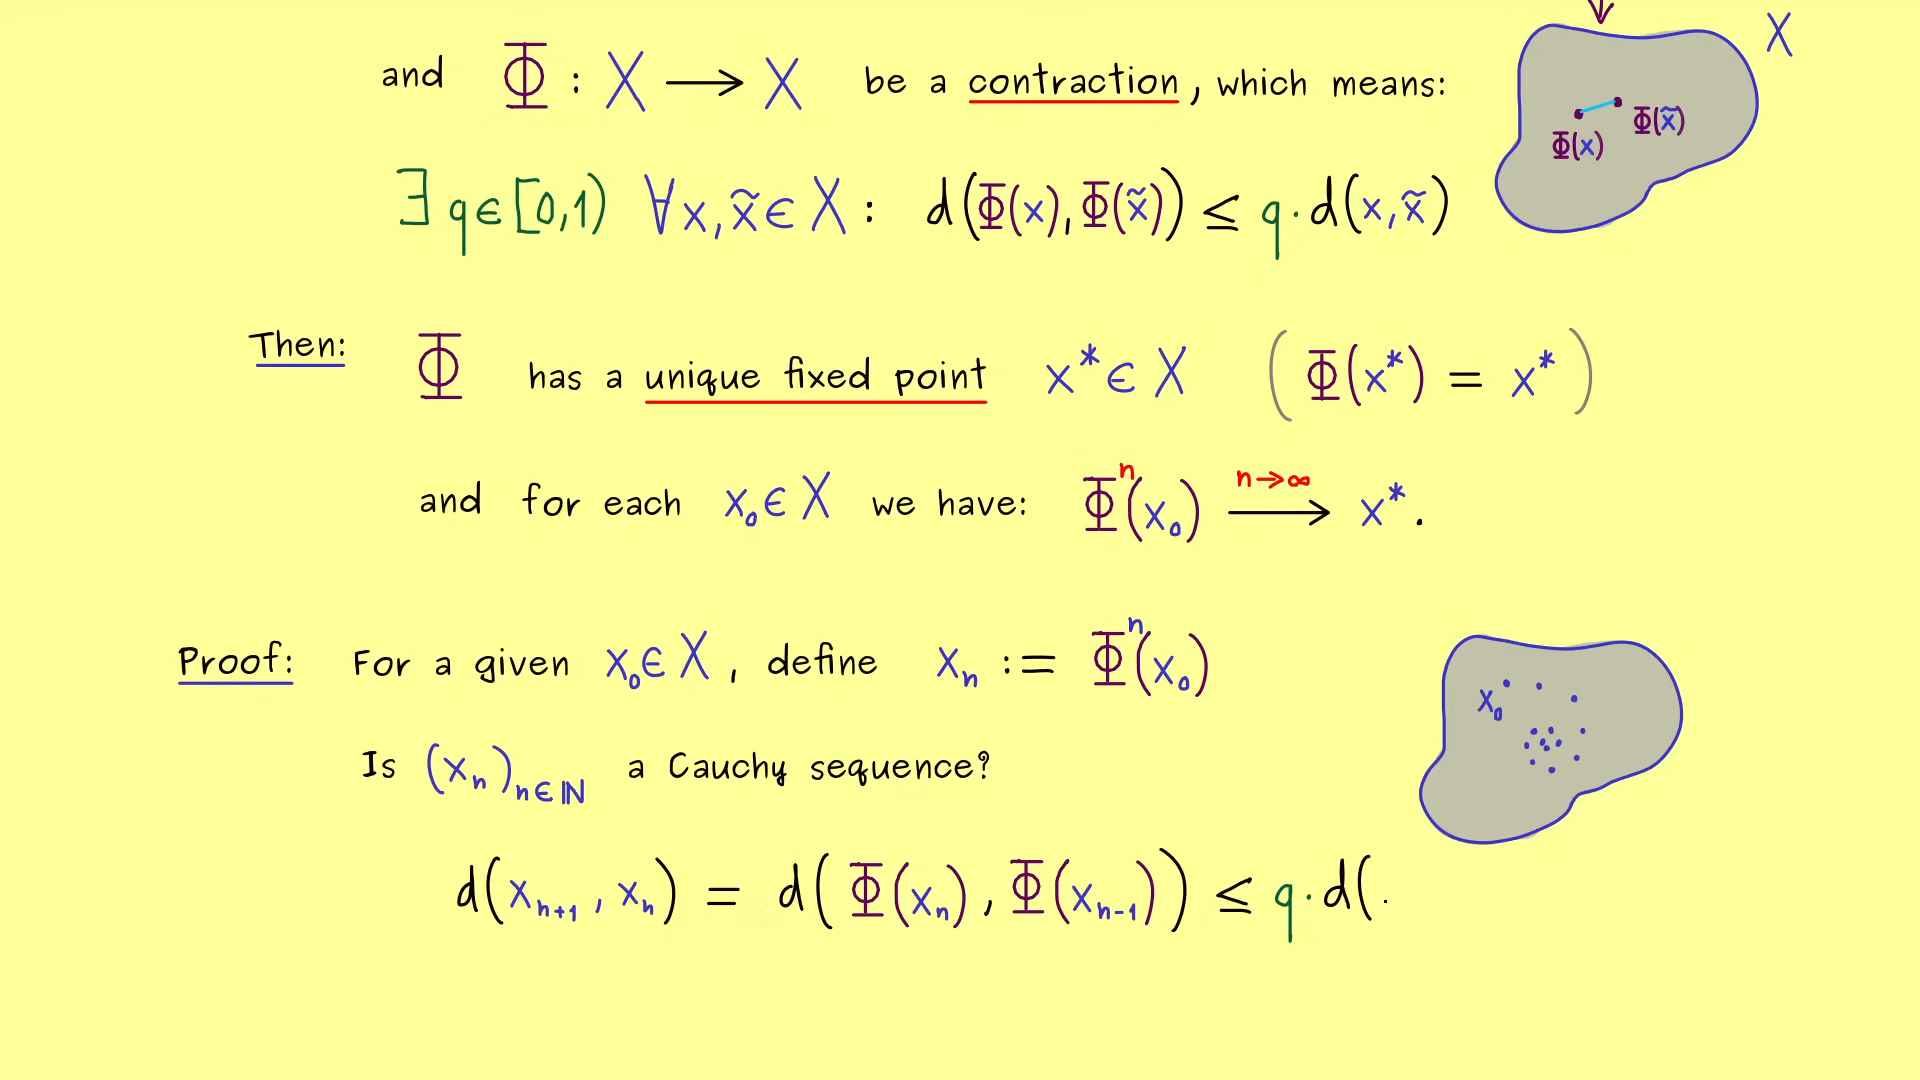 and Φ : X ⟶ X be a contraction, which means:
X
Φ(x) Φ(x̃)
∃ q ∈ [0,1) ∀ x, x̃ ∈ X : d(Φ(x), Φ(x̃)) ≤ q · d(x, x̃)
Then: Φ has a unique fixed point x* ∈ X ( Φ(x*) = x* )
and for each x₀ ∈ X we have: Φⁿ(x₀) ⟶ x*. n→∞
Proof: For a given x₀ ∈ X, define xₙ := Φⁿ(x₀)
x₀
Is (xₙ)ₙ∈ℕ a Cauchy sequence?
d(xₙ₊₁, xₙ) = d( Φ(xₙ), Φ(xₙ₋₁)) ≤ q · d(